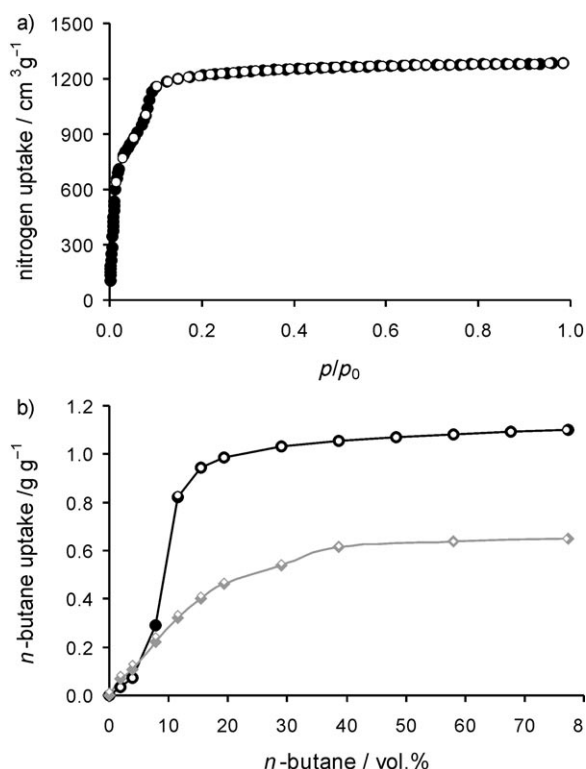 a)
nitrogen uptake / cm³g⁻¹
1500
1200
900
600
300
0
0.0 0.2 0.4 0.6 0.8 1.0
p/p₀
b)
n-butane uptake /g g⁻¹
1.2
1.0
0.8
0.6
0.4
0.2
0.0
0 10 20 30 40 50 60 70 8
n-butane / vol.%